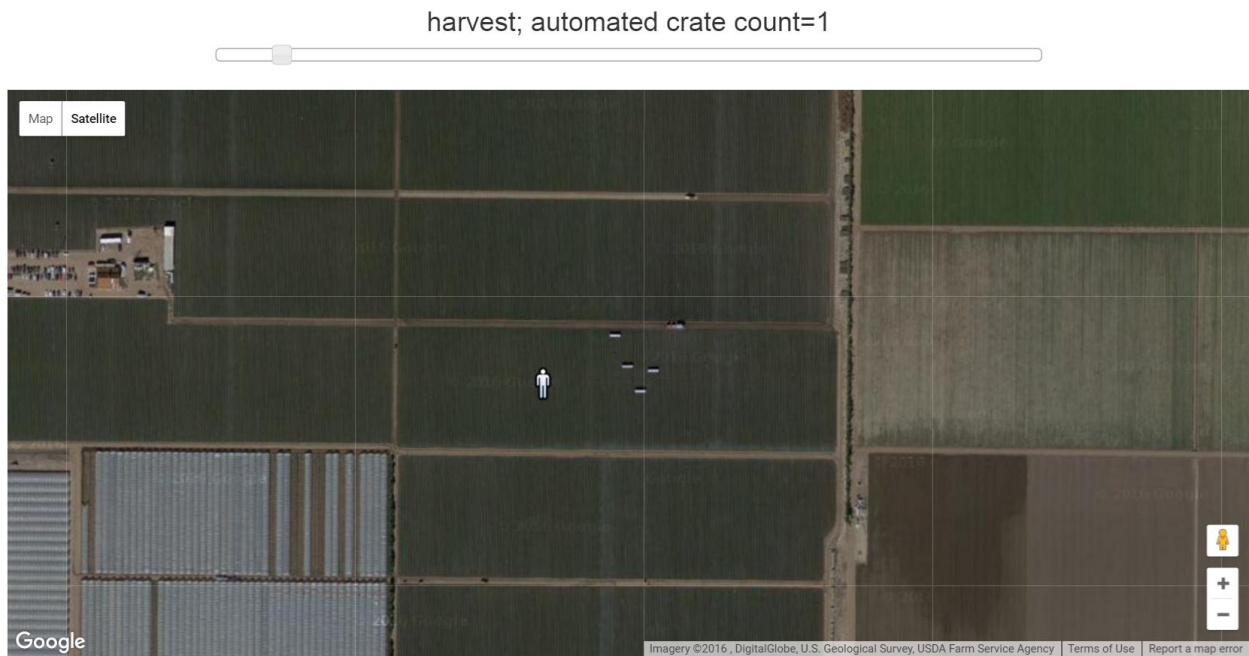 harvest; automated crate count=1
Map Satellite
Google
Imagery ©2016 , DigitalGlobe, U.S. Geological Survey, USDA Farm Service Agency Terms of Use Report a map error